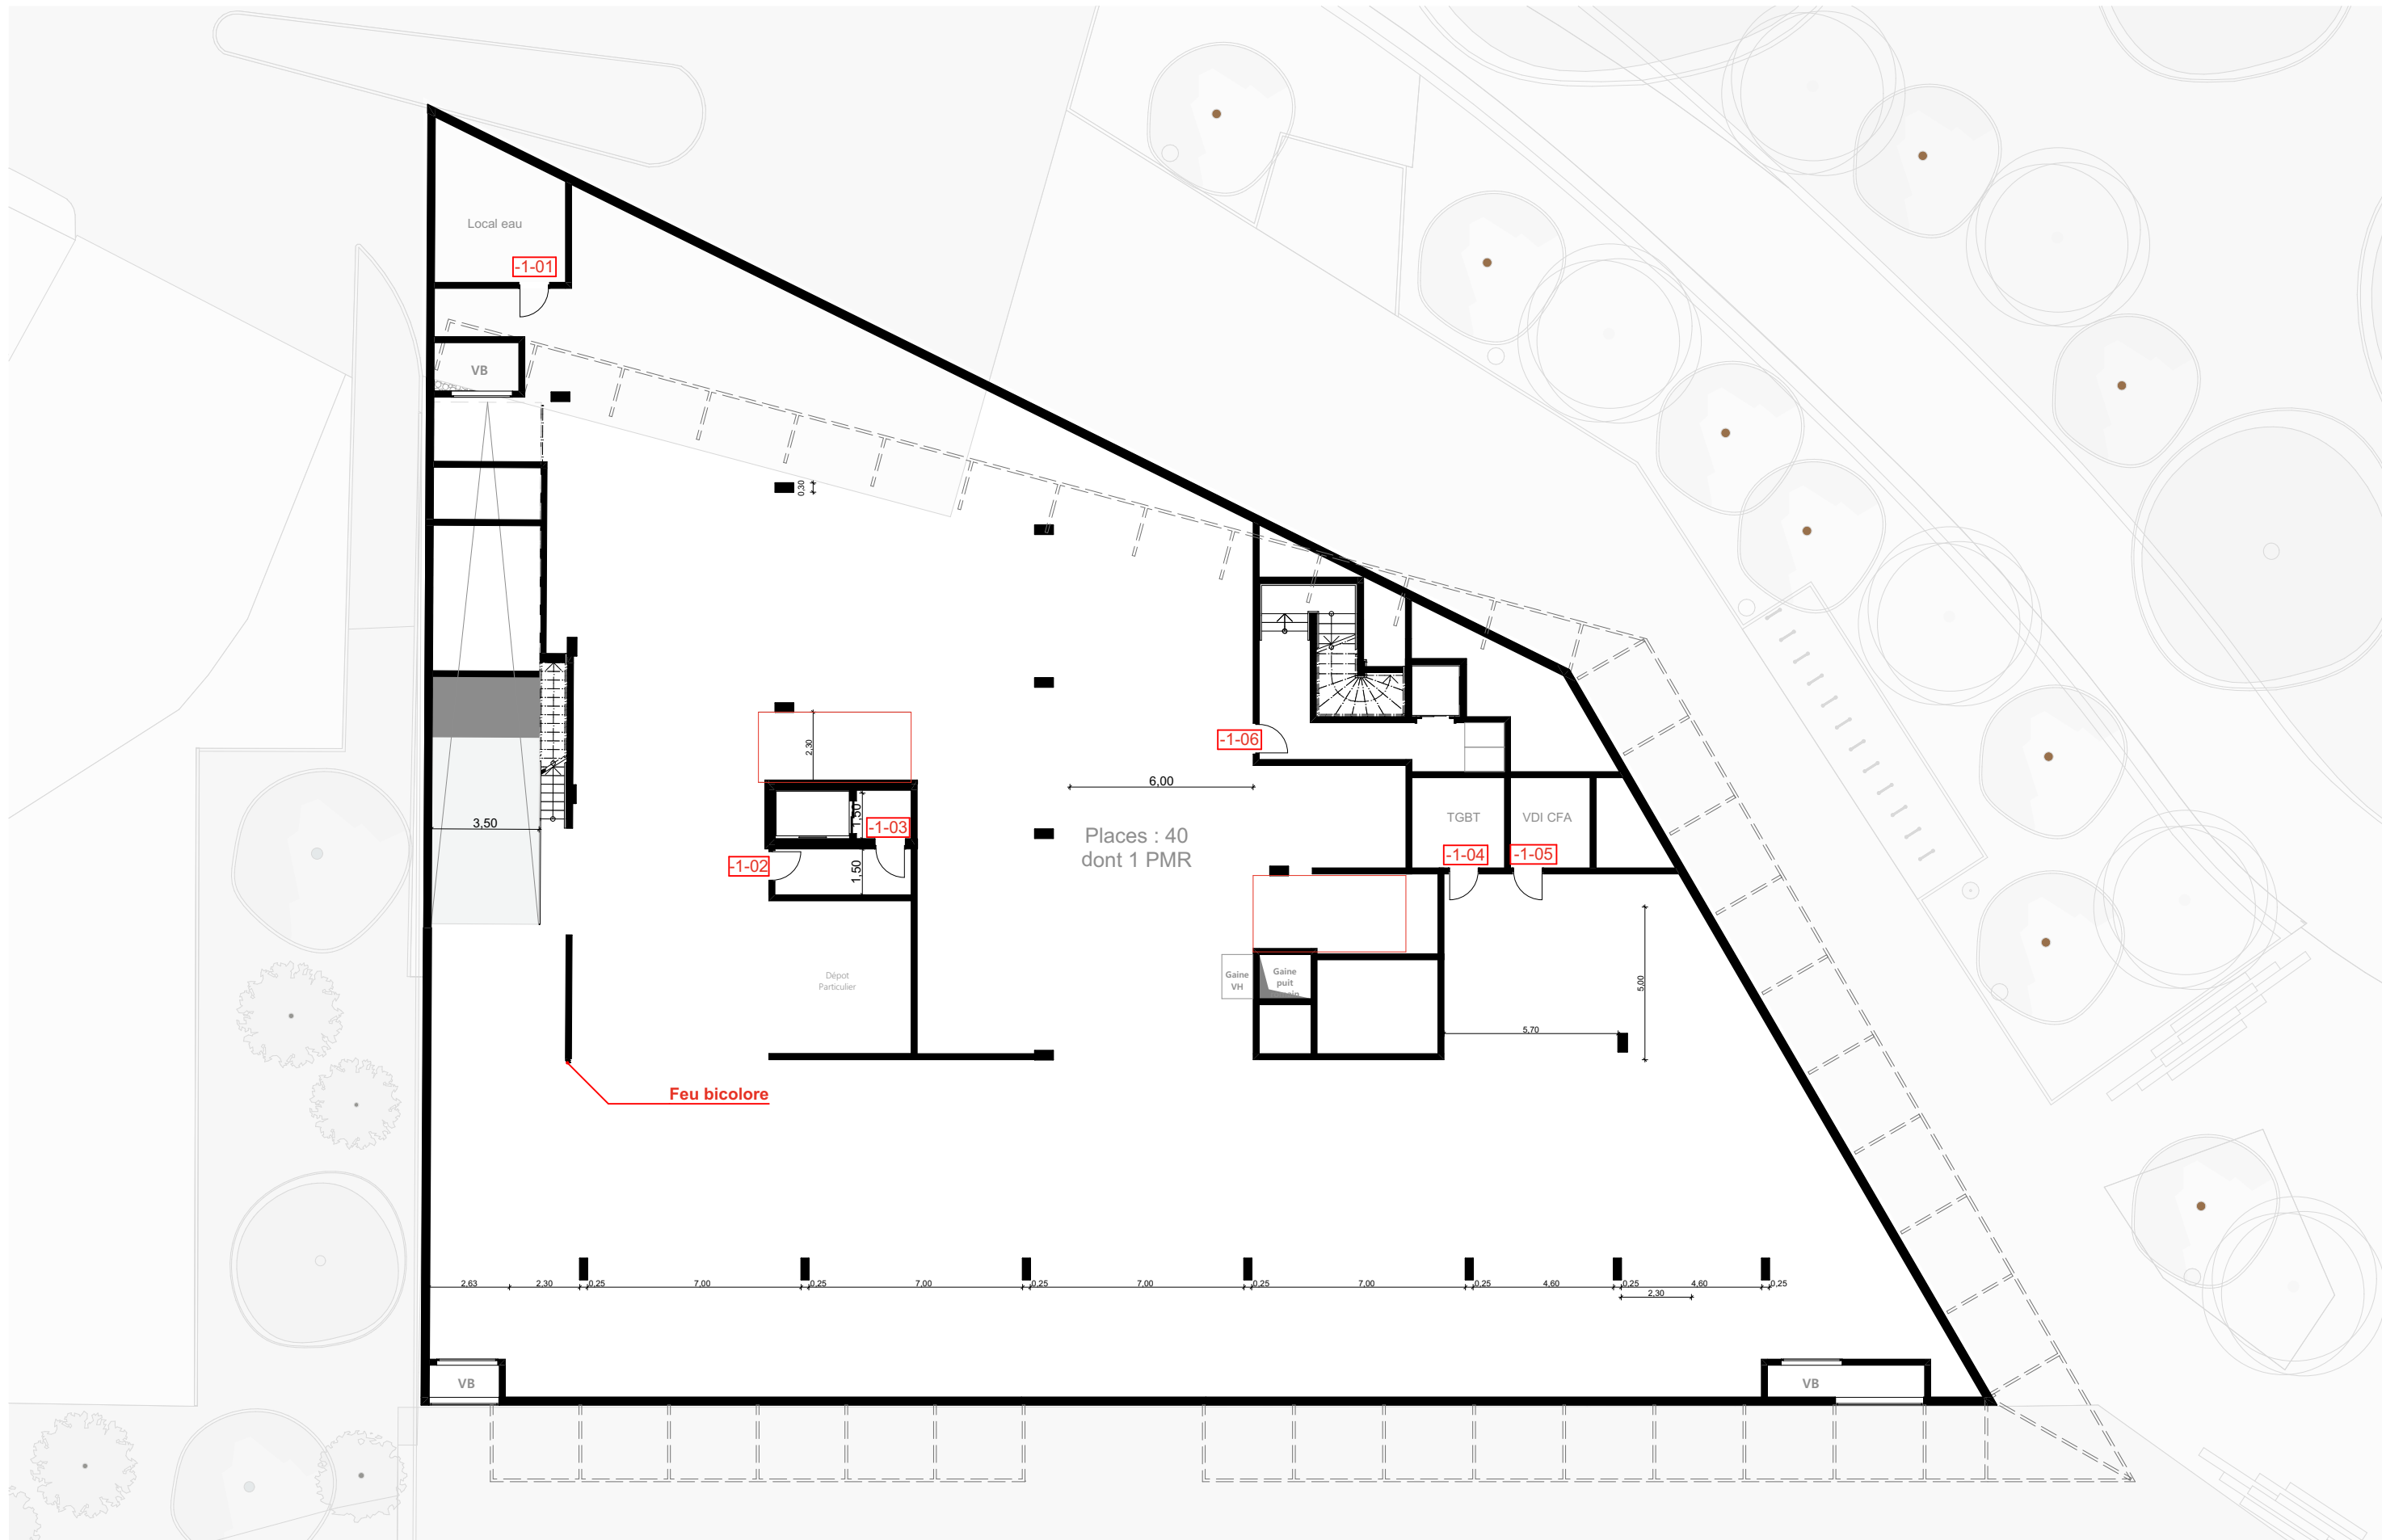 Local eau
-1-01
VB
0,30
2,30
-1-06
6,00
3,50
1,50
-1-03
Places : 40
dont 1 PMR
TGBT
VDI CFA
-1-02
1,50
-1-04
-1-05
Dépot
Particulier
Gaine
VH
Gaine
puit
5,00
5,70
Feu bicolore
2,63
2,30
0,25
7,00
0,25
7,00
0,25
7,00
0,25
7,00
0,25
4,60
0,25
4,60
0,25
2,30
VB
VB